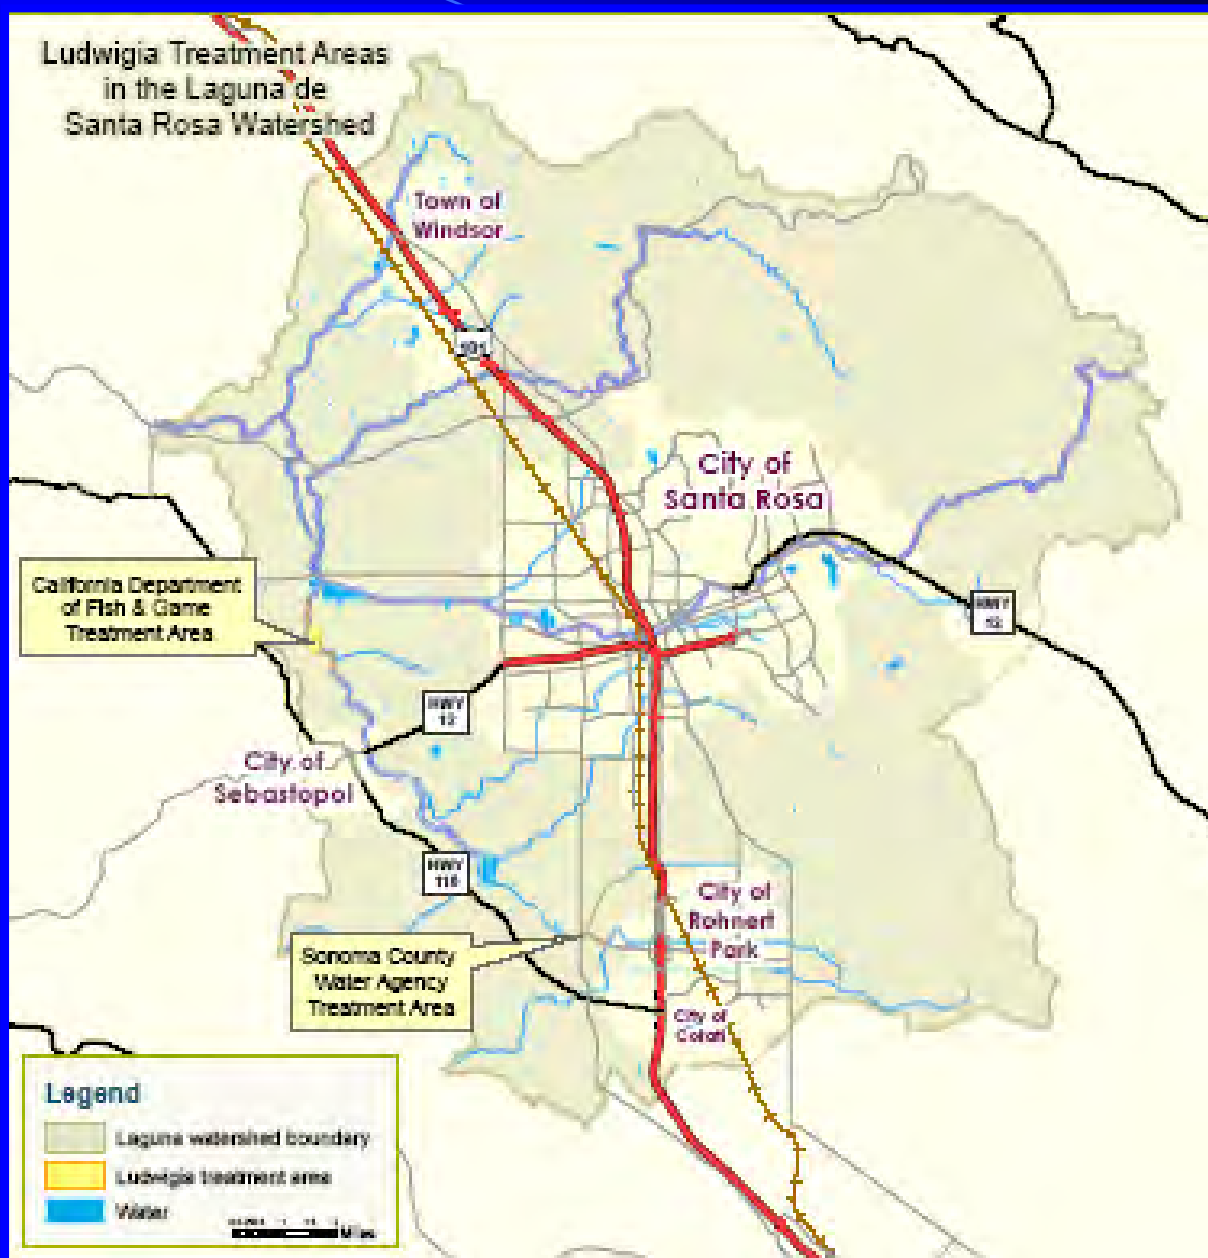 Ludwigia Treatment Areas
in the Laguna de
Santa Rosa Watershed
Town of
Windsor
101
City of
Santa Rosa
California Department
of Fish & Game
Treatment Area
HWY
12
HWY
12
City of
Sebastopol
HWY
116
City of
Rohnert
Park
Sonoma County
Water Agency
Treatment Area
City of
Cotati
Legend
Laguna watershed boundary
Ludwigia treatment area
Water
Miles